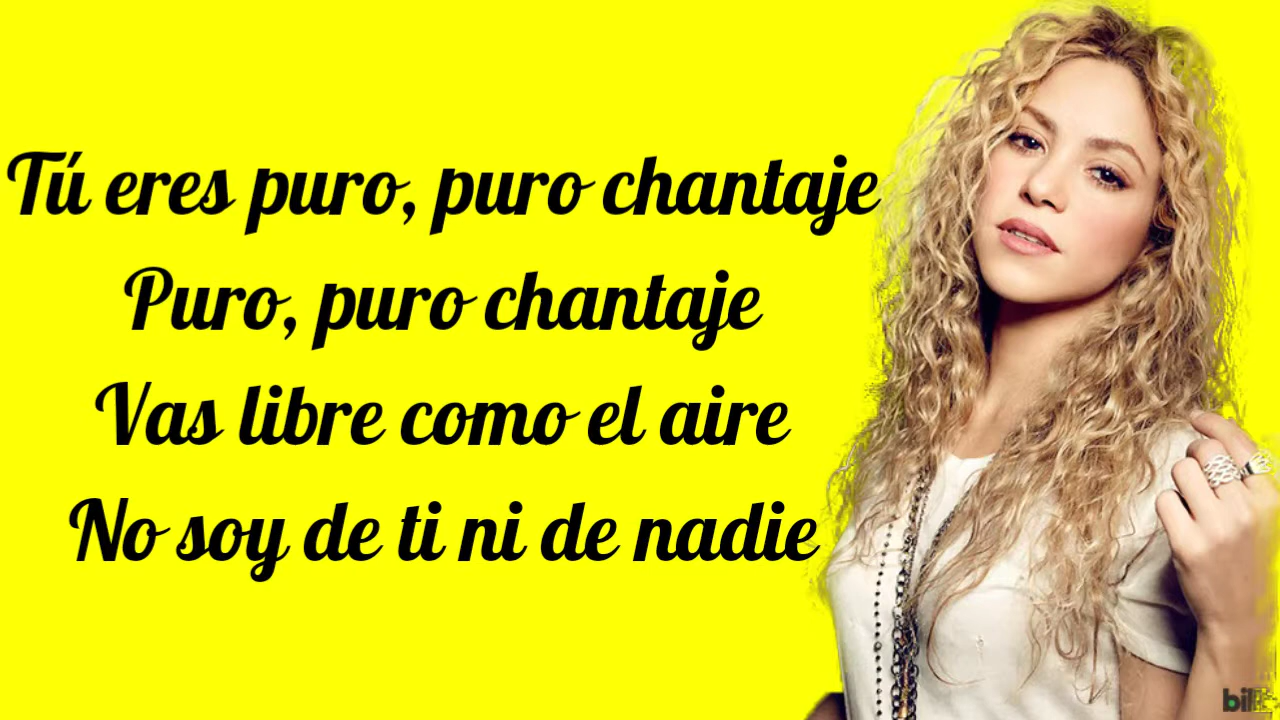 Tú eres puro, puro chantaje
Puro, puro chantaje
Vas libre como el aire
No soy de ti ni de nadie